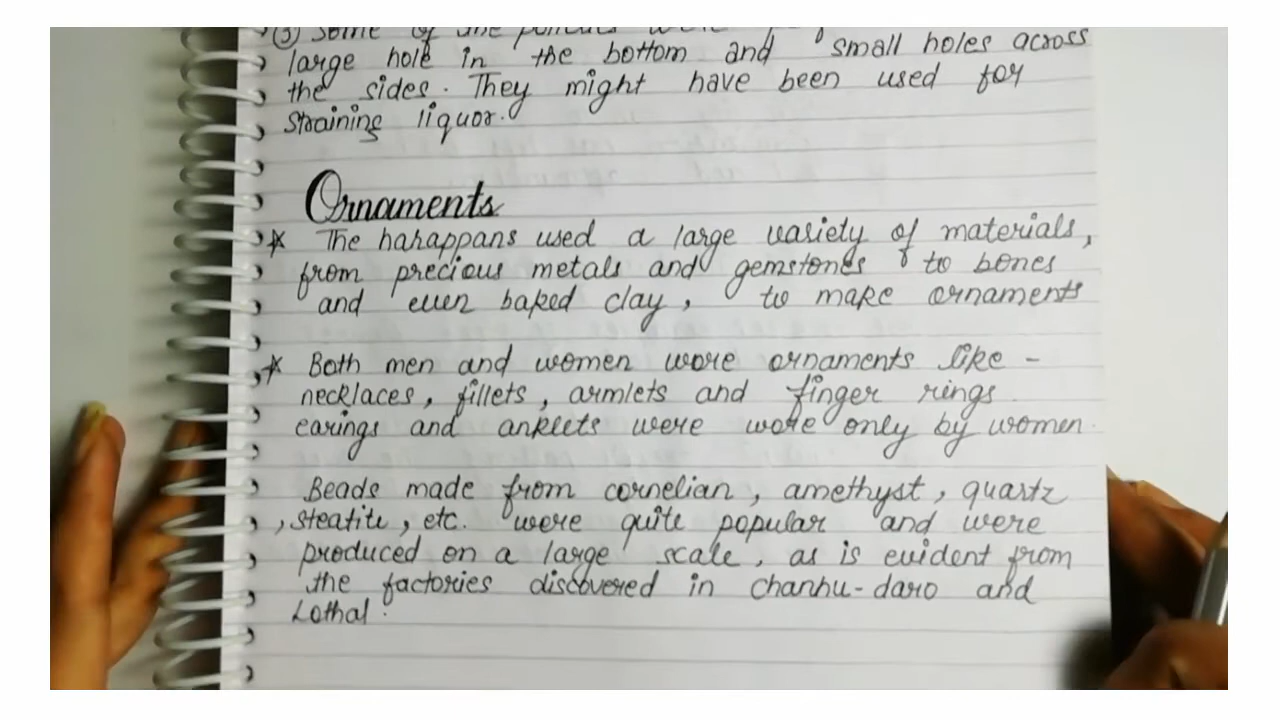 (3) Some of the
large hole in the bottom and small holes across
the sides. They might have been used for
straining liquor.
Ornaments
* The harappans used a large variety of materials,
from precious metals and gemstones to bones
and even baked clay, to make ornaments
* Both men and women wore ornaments like -
necklaces, fillets, armlets and finger rings.
earings and anklets were wore only by women.
Beads made from cornelian, amethyst, quartz
, steatite, etc. were quite popular and were
produced on a large scale, as is evident from
the factories discovered in Chanhu-daro and
Lothal.